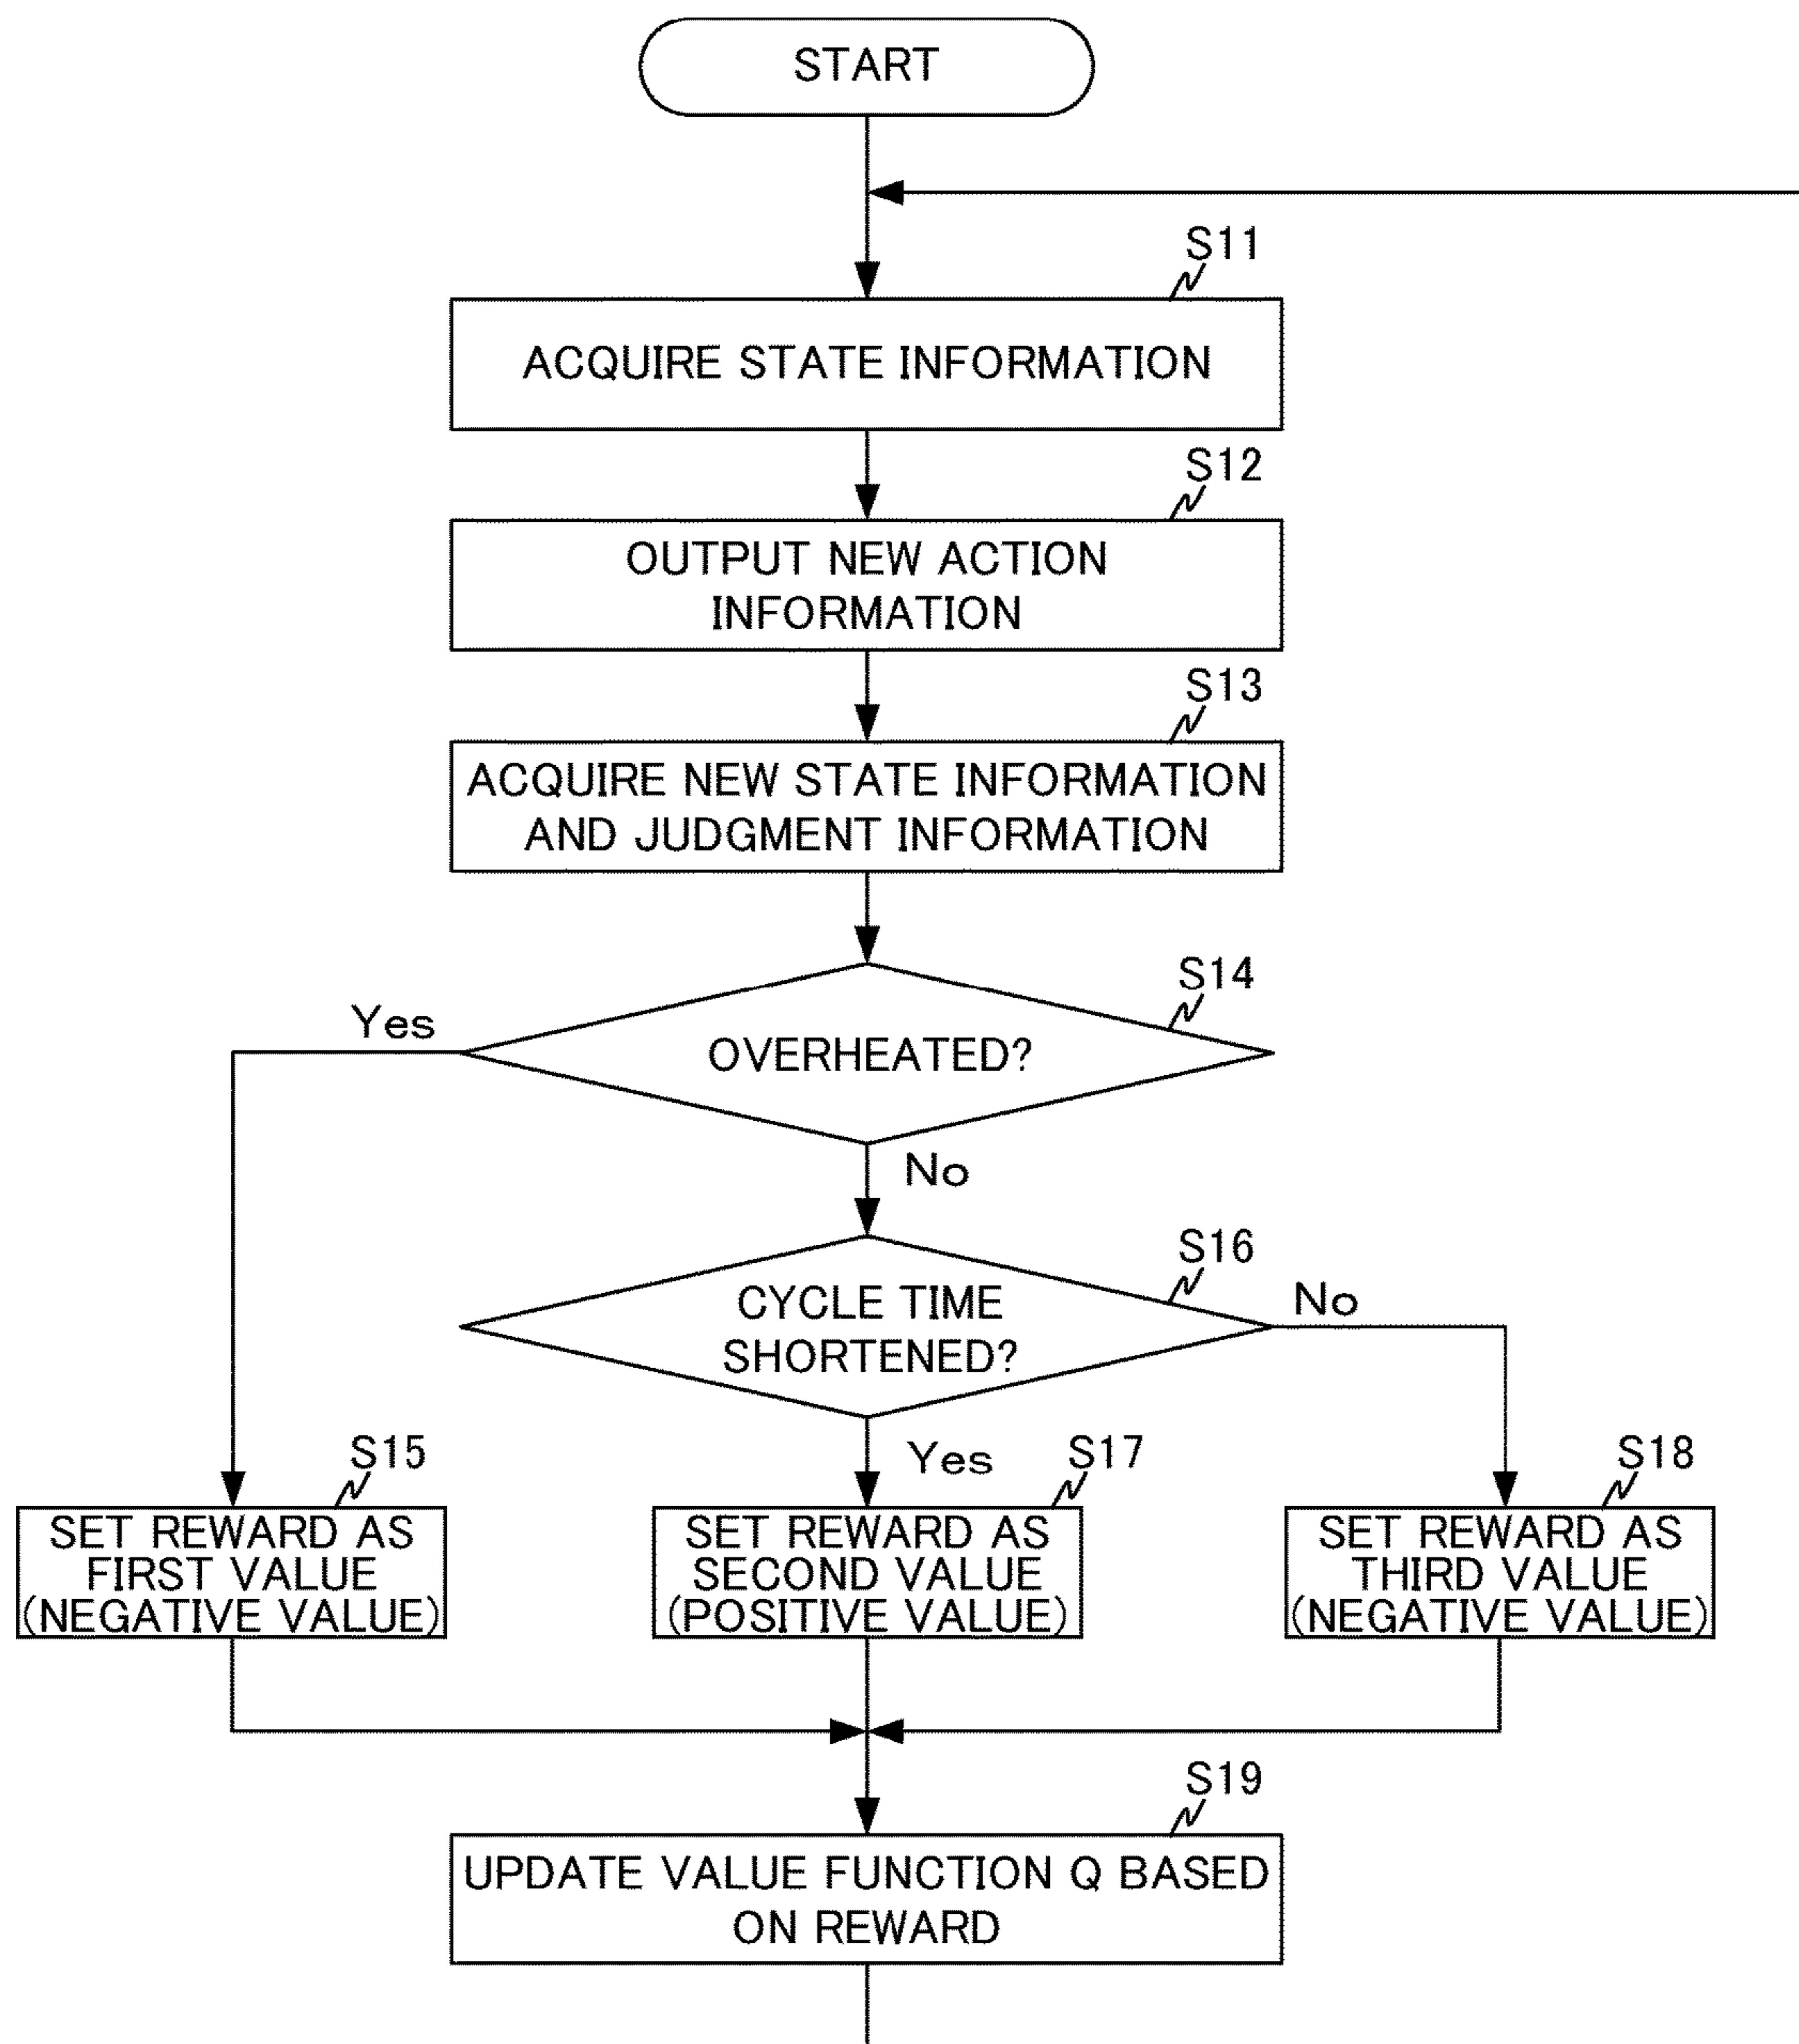 START
S11
ACQUIRE STATE INFORMATION
S12
OUTPUT NEW ACTION
INFORMATION
S13
ACQUIRE NEW STATE INFORMATION
AND JUDGMENT INFORMATION
S14
Yes
OVERHEATED?
No
S16
CYCLE TIME
SHORTENED?
No
Yes
S15
SET REWARD AS
FIRST VALUE
(NEGATIVE VALUE)
S17
SET REWARD AS
SECOND VALUE
(POSITIVE VALUE)
S18
SET REWARD AS
THIRD VALUE
(NEGATIVE VALUE)
S19
UPDATE VALUE FUNCTION Q BASED
ON REWARD